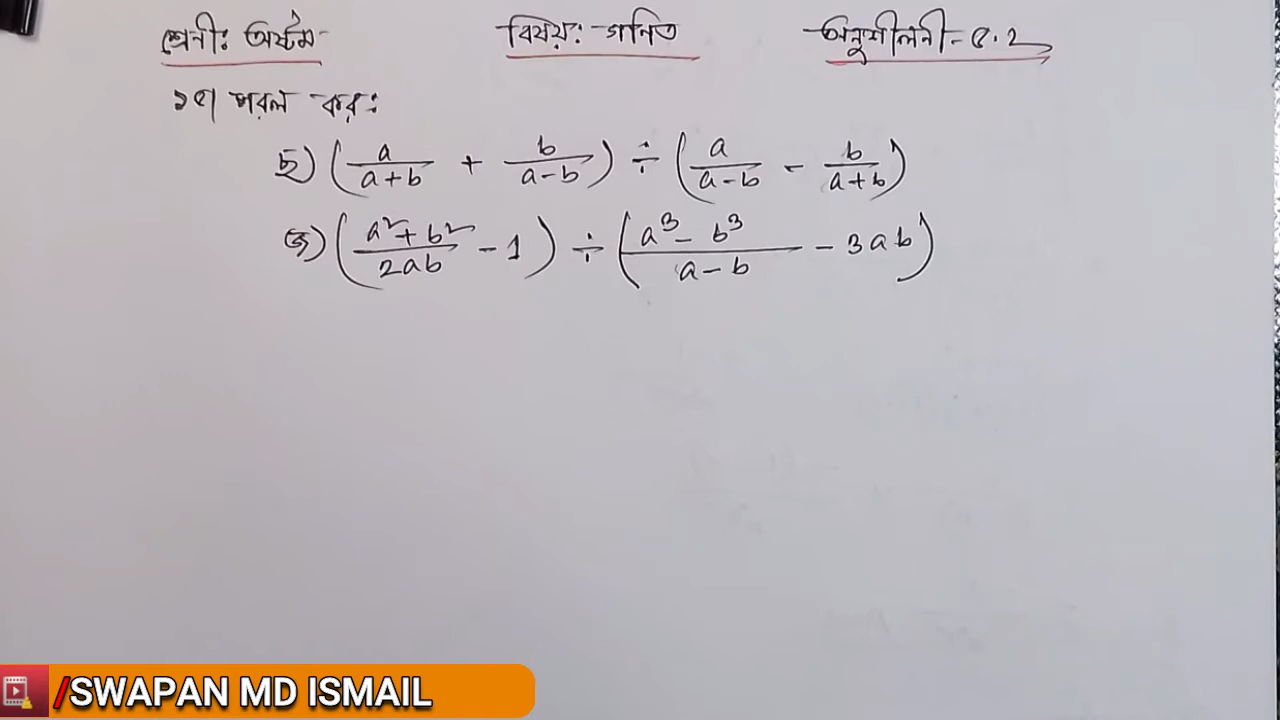 শ্রেনীঃ অষ্টম বিষয়ঃ গনিত অনুশীলনী-৫.২
১৫। সরল করঃ
চ) (a/(a+b) + b/(a-b)) ÷ (a/(a-b) - b/(a+b))
জ) ((a²+b²)/2ab - 1) ÷ ((a³-b³)/(a-b) - 3ab)
/SWAPAN MD ISMAIL